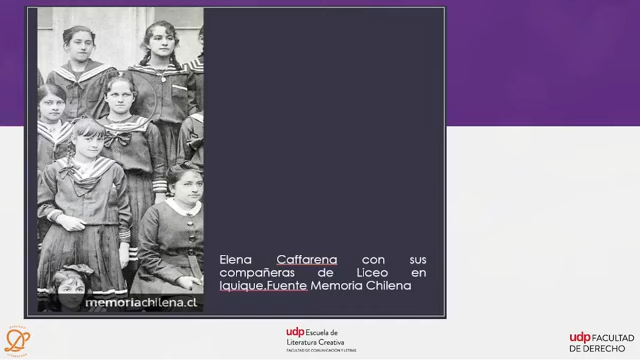 Elena Caffarena con sus
compañeras de Liceo en
Iquique,Fuente Memoria Chilena
memoriachilena.cl
udp Escuela de
Literatura Creativa
FACULTAD DE COMUNICACIÓN Y LETRAS
udp FACULTAD
DE DERECHO